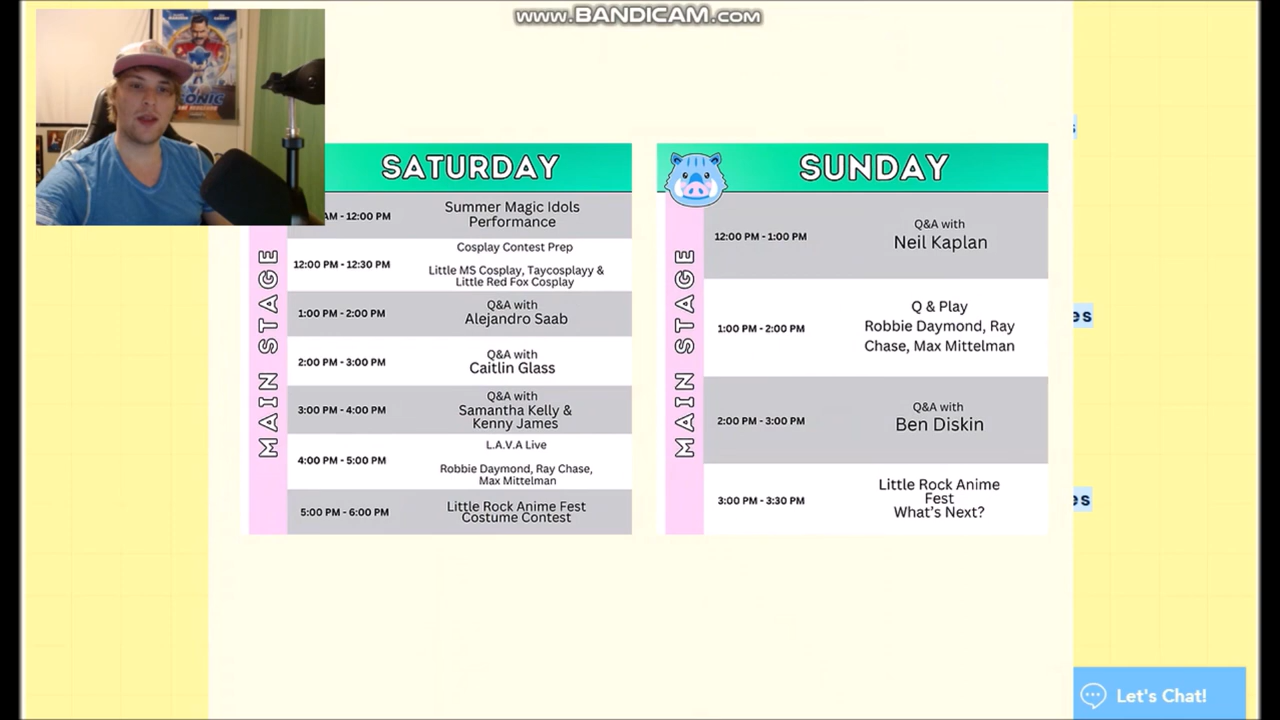 www.BANDICAM.com
SONIC
SATURDAY
MAIN STAGE
AM - 12:00 PM
Summer Magic Idols
Performance
12:00 PM - 12:30 PM
Cosplay Contest Prep
Little MS Cosplay, Taycosplayy &
Little Red Fox Cosplay
1:00 PM - 2:00 PM
Q&A with
Alejandro Saab
2:00 PM - 3:00 PM
Q&A with
Caitlin Glass
3:00 PM - 4:00 PM
Q&A with
Samantha Kelly &
Kenny James
4:00 PM - 5:00 PM
L.A.V.A Live
Robbie Daymond, Ray Chase,
Max Mittelman
5:00 PM - 6:00 PM
Little Rock Anime Fest
Costume Contest
SUNDAY
MAIN STAGE
12:00 PM - 1:00 PM
Q&A with
Neil Kaplan
1:00 PM - 2:00 PM
Q & Play
Robbie Daymond, Ray
Chase, Max Mittelman
2:00 PM - 3:00 PM
Q&A with
Ben Diskin
3:00 PM - 3:30 PM
Little Rock Anime
Fest
What's Next?
s
es
es
Let's Chat!